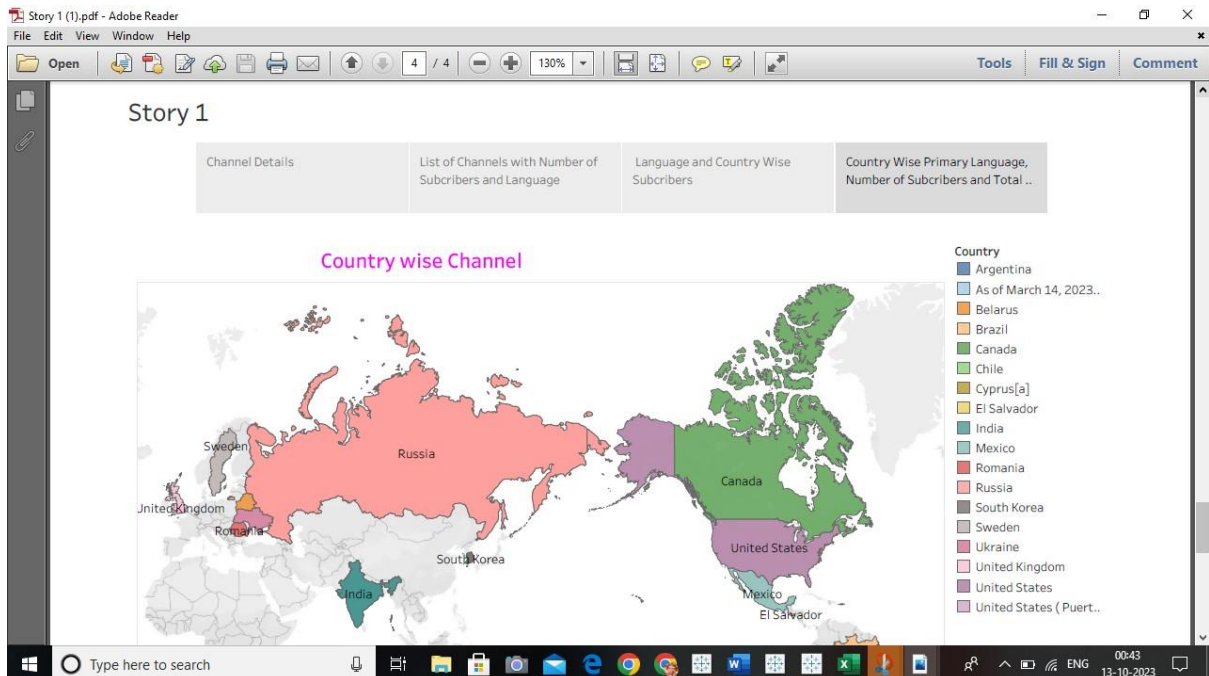 Story 1 (1).pdf - Adobe Reader
File Edit View Window Help
Open
4 / 4
130%
Tools
Fill & Sign
Comment
Story 1
Channel Details
List of Channels with Number of
Subcribers and Language
Language and Country Wise
Subcribers
Country Wise Primary Language,
Number of Subcribers and Total ..
Country wise Channel
Sweden
Russia
United Kingdom
Romania
South Korea
India
Canada
United States
Mexico
El Salvador
Country
Argentina
As of March 14, 2023..
Belarus
Brazil
Canada
Chile
Cyprus[a]
El Salvador
India
Mexico
Romania
Russia
South Korea
Sweden
Ukraine
United Kingdom
United States
United States ( Puert..
Type here to search
ENG
00:43
13-10-2023